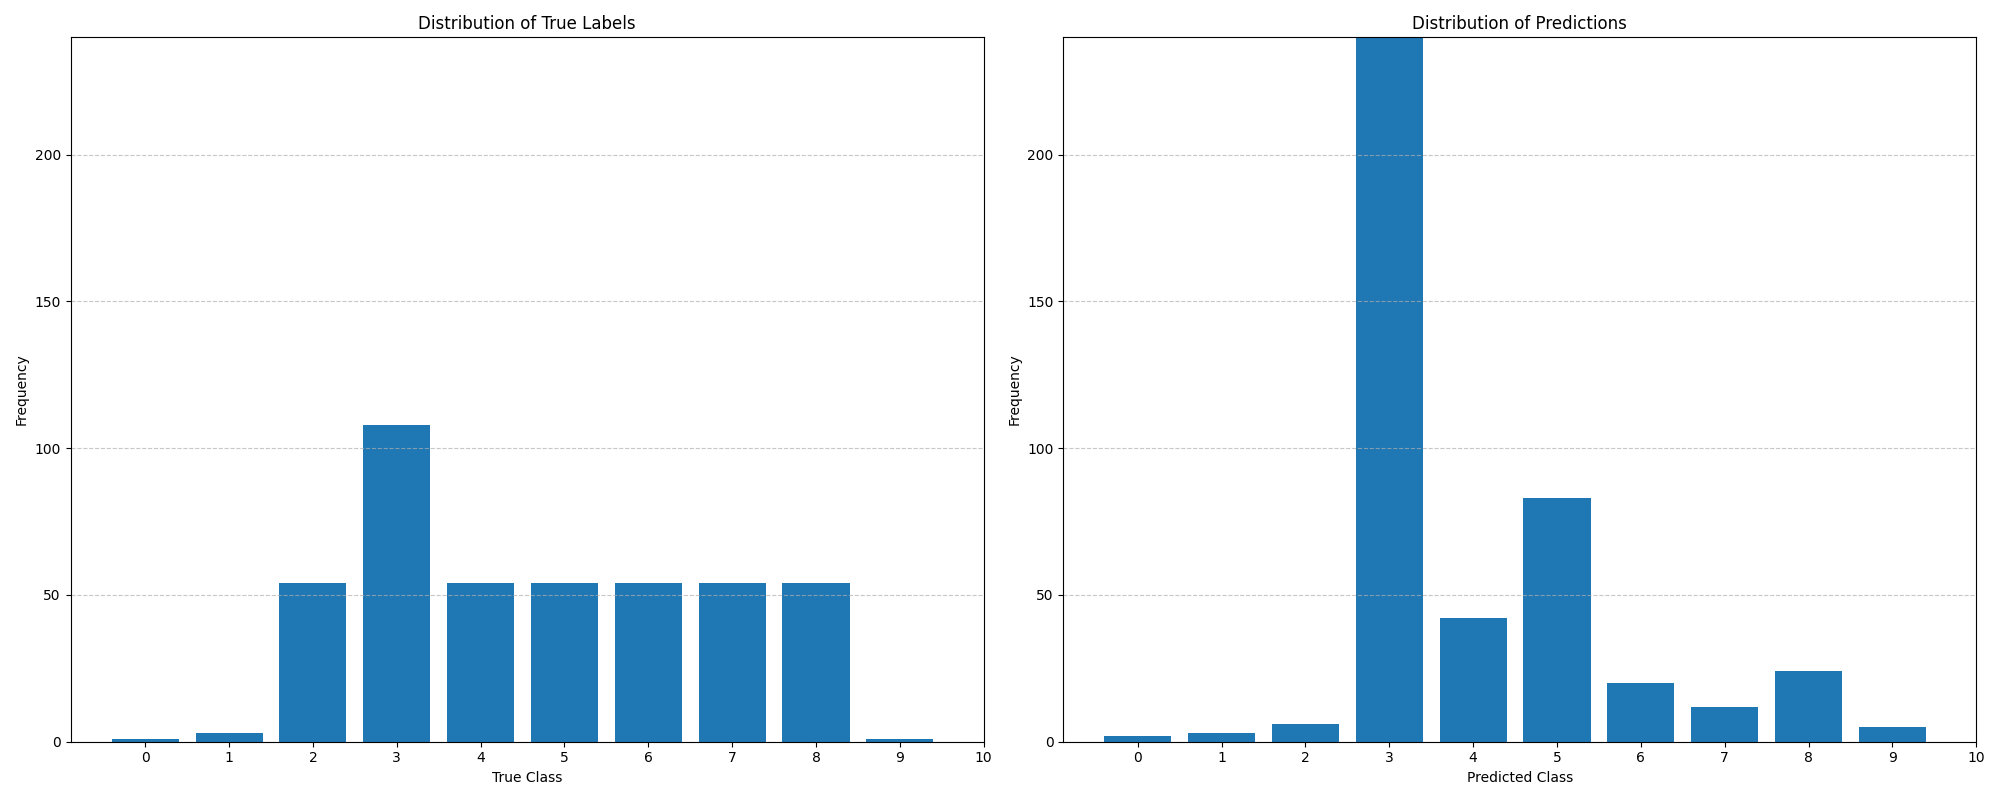 Distribution of True Labels
200
150
100
50
0
Frequency
0 1 2 3 4 5 6 7 8 9 10
True Class
Distribution of Predictions
200
150
100
50
0
Frequency
0 1 2 3 4 5 6 7 8 9 10
Predicted Class